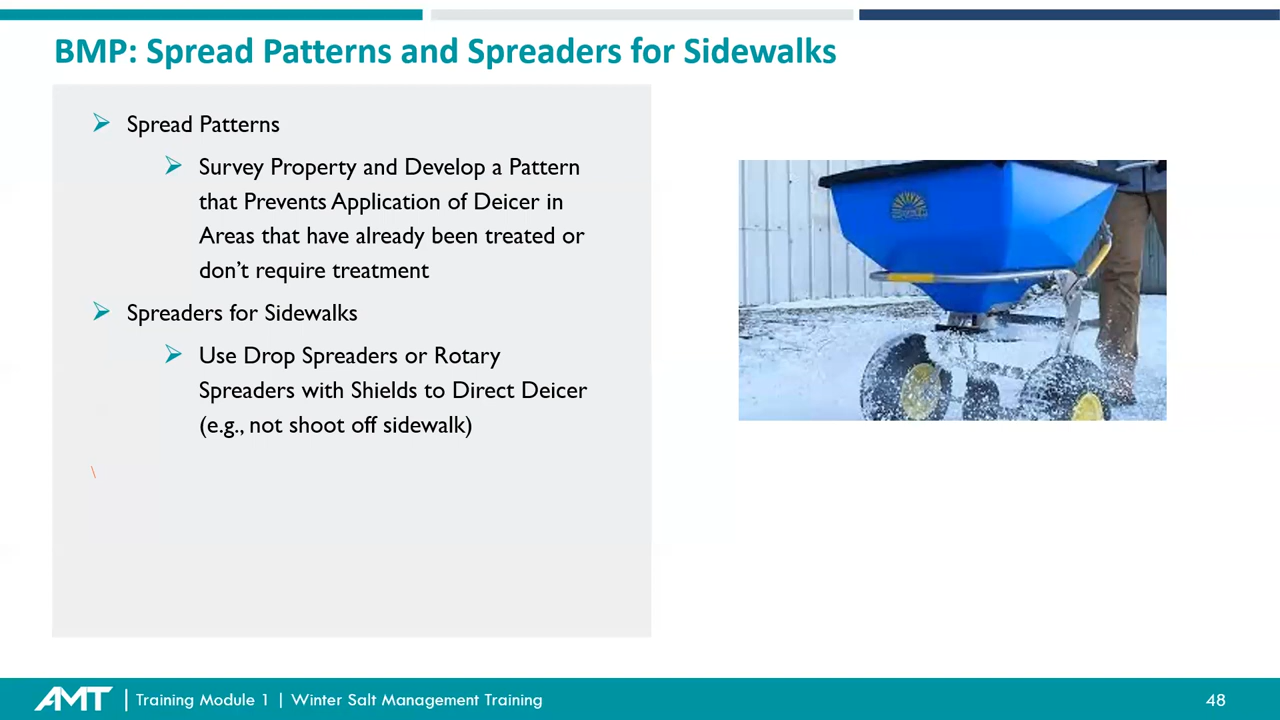 BMP: Spread Patterns and Spreaders for Sidewalks
Spread Patterns
Survey Property and Develop a Pattern
that Prevents Application of Deicer in
Areas that have already been treated or
don't require treatment
Spreaders for Sidewalks
Use Drop Spreaders or Rotary
Spreaders with Shields to Direct Deicer
(e.g., not shoot off sidewalk)
\
AMT | Training Module 1 | Winter Salt Management Training 48